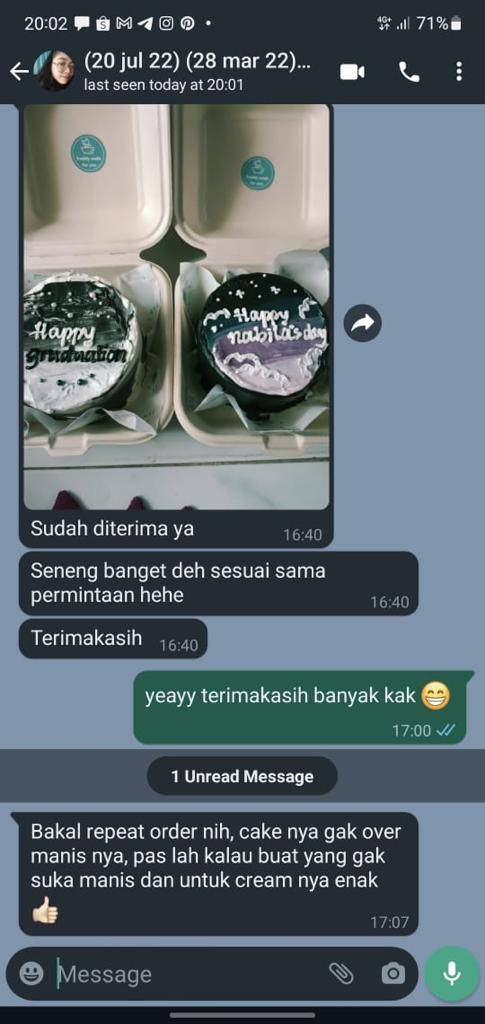 20:02
4G+
71%
(20 jul 22) (28 mar 22)...
last seen today at 20:01
Happy
graduation
Happy
nabila's day
Sudah diterima ya
16:40
Seneng banget deh sesuai sama
permintaan hehe
16:40
Terimakasih 16:40
yeayy terimakasih banyak kak 😁
17:00
1 Unread Message
Bakal repeat order nih, cake nya gak over
manis nya, pas lah kalau buat yang gak
suka manis dan untuk cream nya enak
👍🏻
17:07
Message